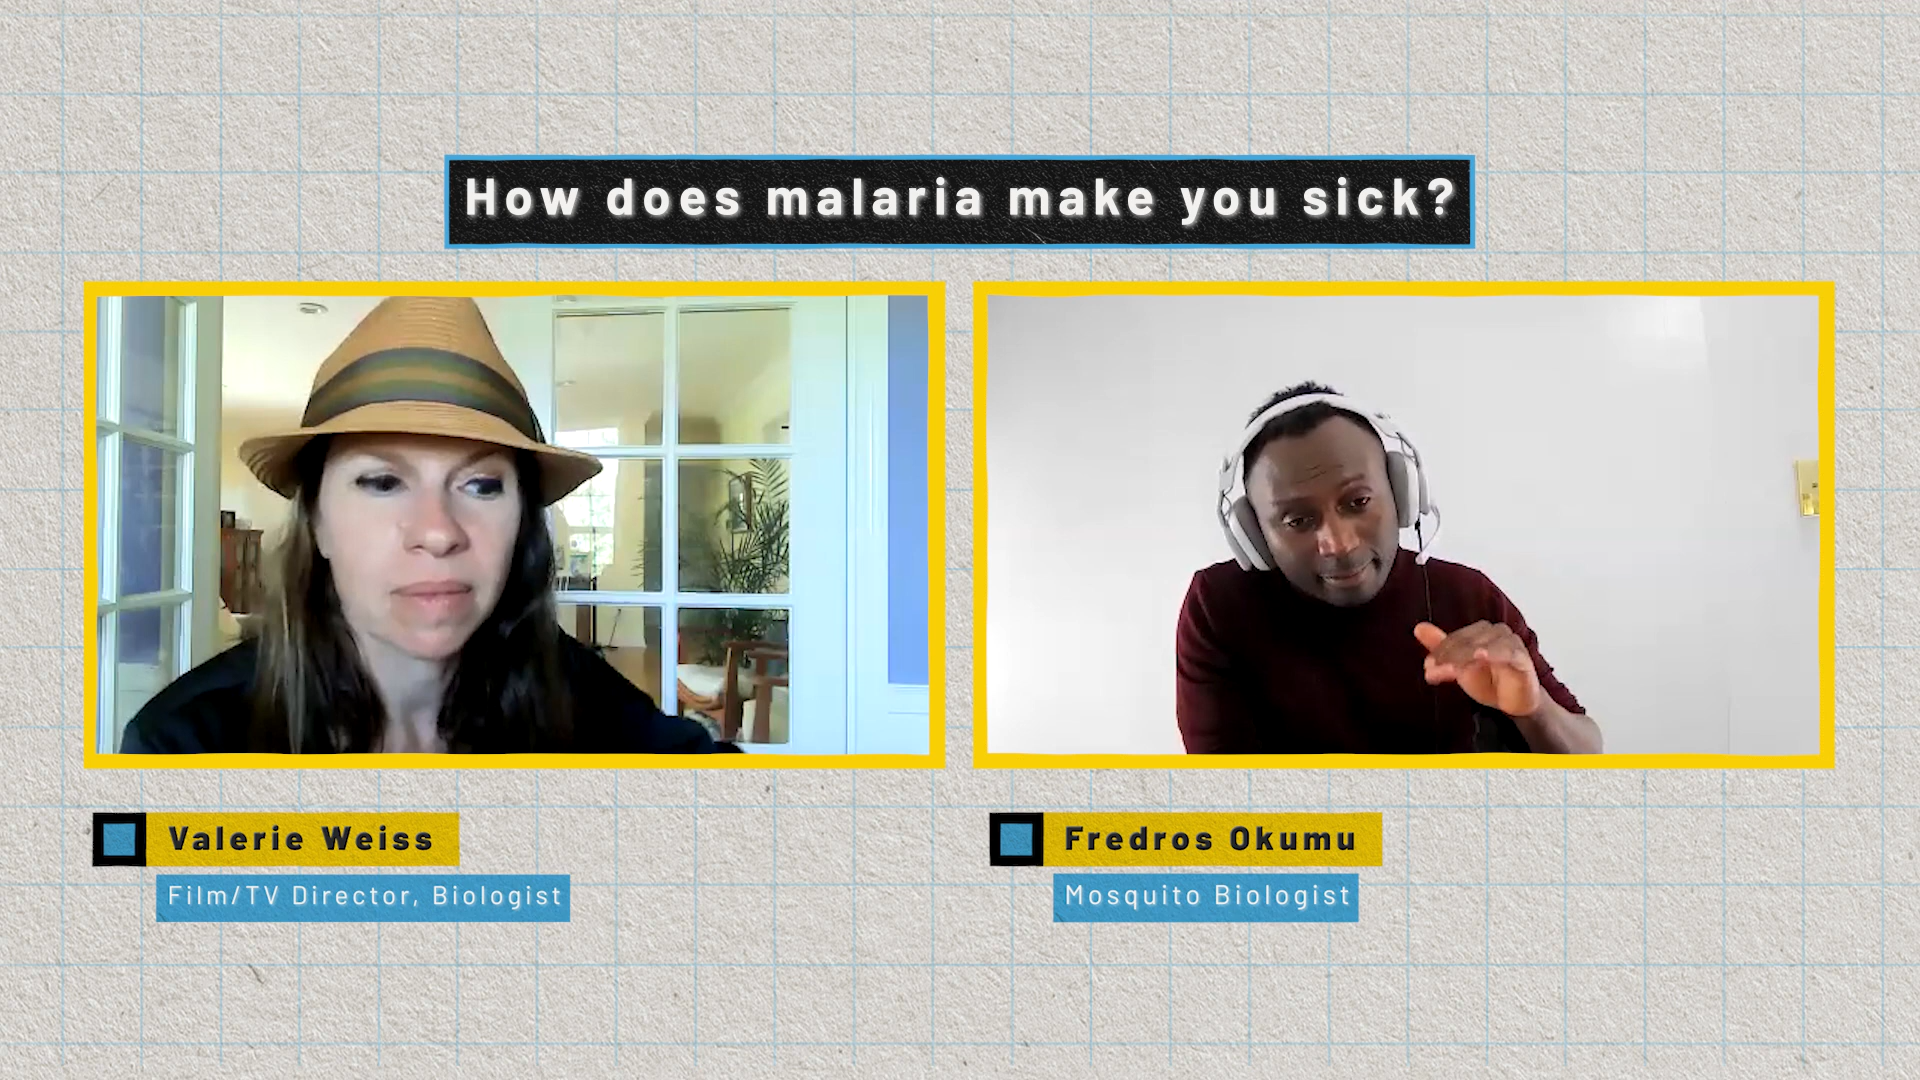 How does malaria make you sick?
Valerie Weiss
Film/TV Director, Biologist
Fredros Okumu
Mosquito Biologist